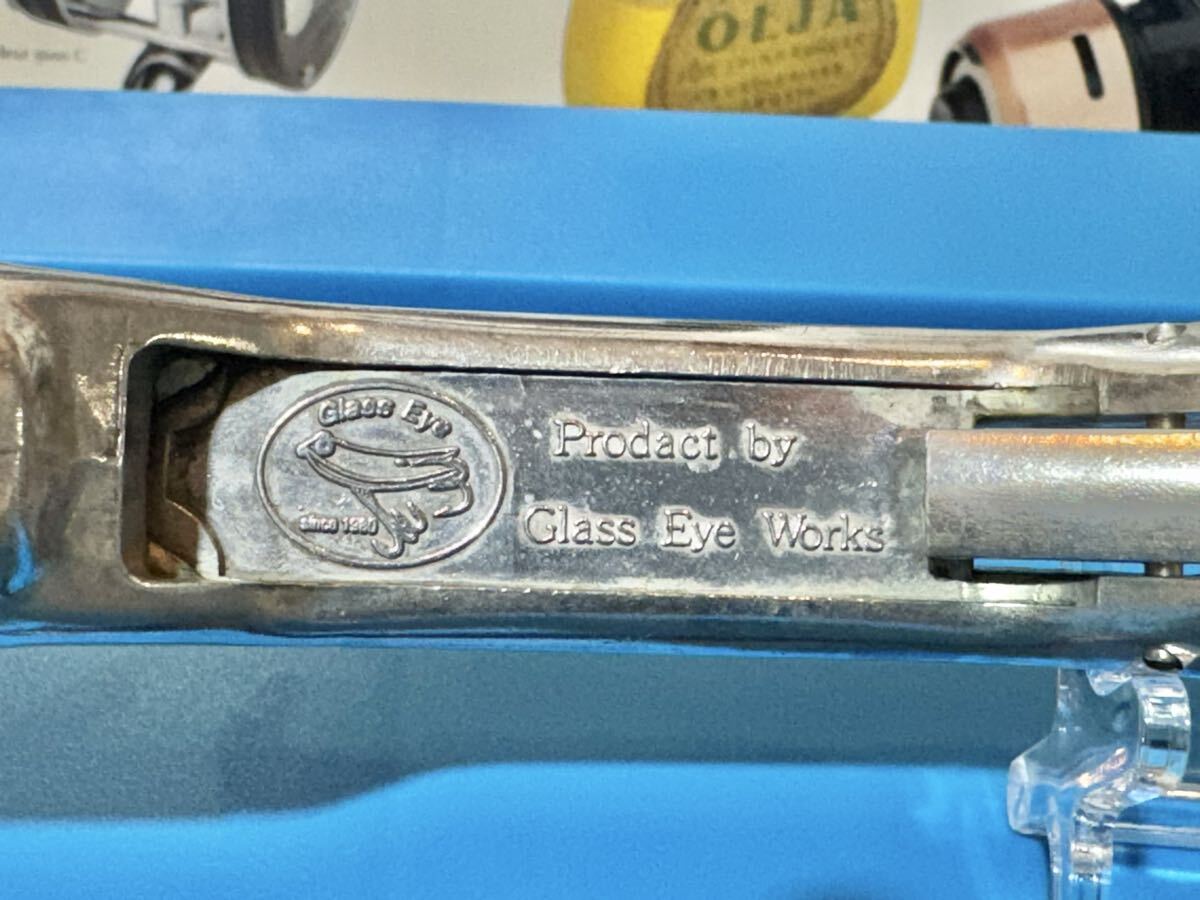 OLJA
Glass Eye
since 1980
Prodact by
Glass Eye Works